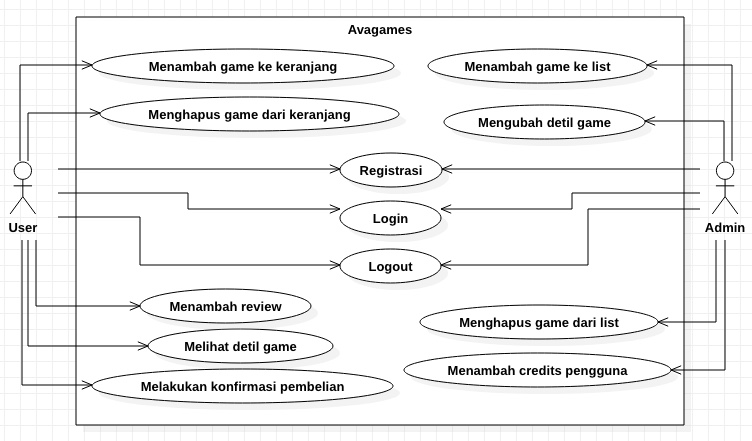 Avagames
Menambah game ke keranjang
Menambah game ke list
Menghapus game dari keranjang
Mengubah detil game
Registrasi
Login
User
Admin
Logout
Menambah review
Menghapus game dari list
Melihat detil game
Menambah credits pengguna
Melakukan konfirmasi pembelian